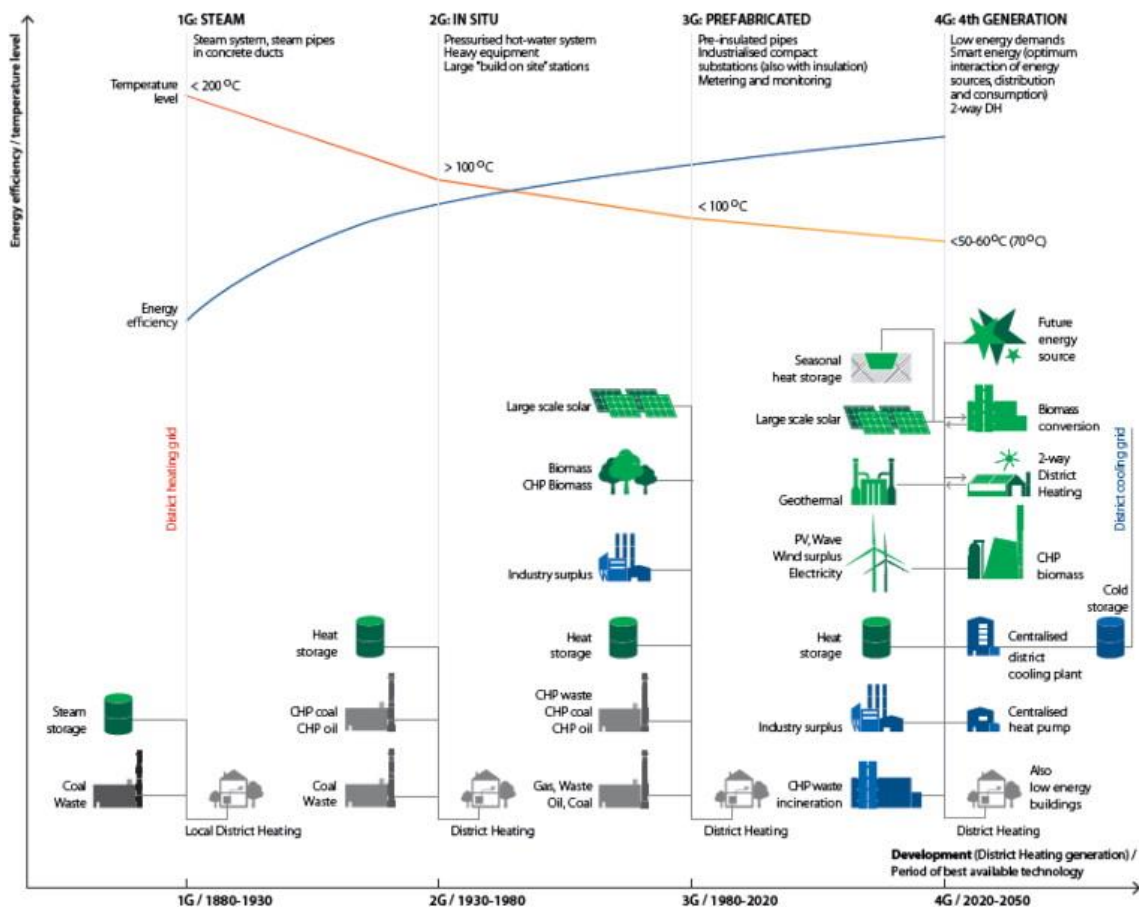 1G: STEAM
Steam system, steam pipes
in concrete ducts
2G: IN SITU
Pressurised hot-water system
Heavy equipment
Large "build on site" stations
3G: PREFABRICATED
Pre-insulated pipes
Industrialised compact
substations (also with insulation)
Metering and monitoring
4G: 4th GENERATION
Low energy demands
Smart energy (optimum
interaction of energy
sources, distribution
and consumption)
2-way DH
Energy efficiency / temperature level
Temperature
level
< 200 °C
> 100 °C
< 100 °C
<50-60°C (70°C)
Energy
efficiency
District heating grid
Steam
storage
Coal
Waste
Local District Heating
Heat
storage
CHP coal
CHP oil
Coal
Waste
District Heating
Large scale solar
Biomass
CHP Biomass
Industry surplus
Heat
storage
CHP waste
CHP coal
CHP oil
Gas, Waste
Oil, Coal
District Heating
Seasonal
heat storage
Large scale solar
Geothermal
PV, Wave
Wind surplus
Electricity
Heat
storage
Industry surplus
CHP waste
incineration
Future
energy
source
Biomass
conversion
2-way
District
Heating
CHP
biomass
Cold
storage
Centralised
district
cooling plant
Centralised
heat pump
Also
low energy
buildings
District Heating
District cooling grid
Development (District Heating generation) /
Period of best available technology
1G / 1880-1930
2G / 1930-1980
3G / 1980-2020
4G / 2020-2050